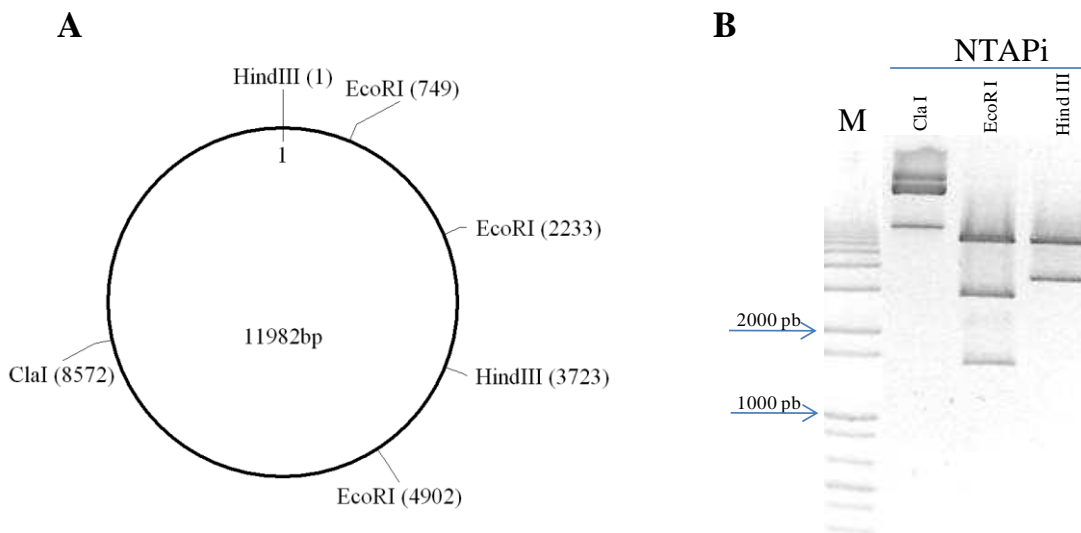 A
HindIII (1)
EcoRI (749)
1
EcoRI (2233)
11982bp
ClaI (8572)
HindIII (3723)
EcoRI (4902)
B
NTAPi
M
Cla I
EcoR I
Hind III
2000 pb
1000 pb